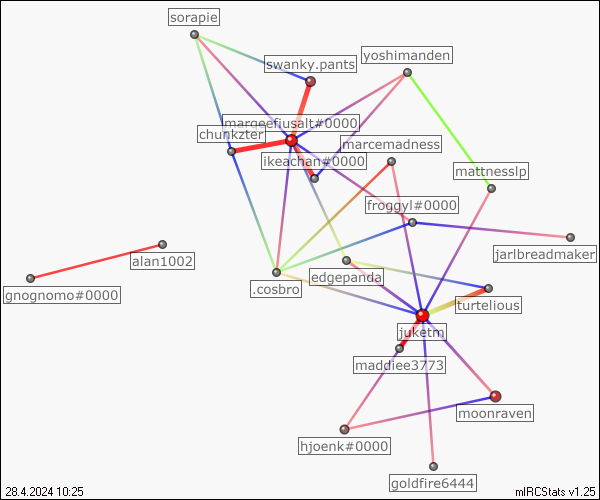 sorapie
swanky.pants
yoshimanden
margeefiusalt#0000
chunkzter
marcemadness
ikeachan#0000
mattnesslp
froggyl#0000
jarlbreadmaker
alan1002
edgepanda
.cosbro
gnognomo#0000
turtelious
juketm
maddiee3773
moonraven
hjoenk#0000
goldfire6444
28.4.2024 10:25
mIRCStats v1.25